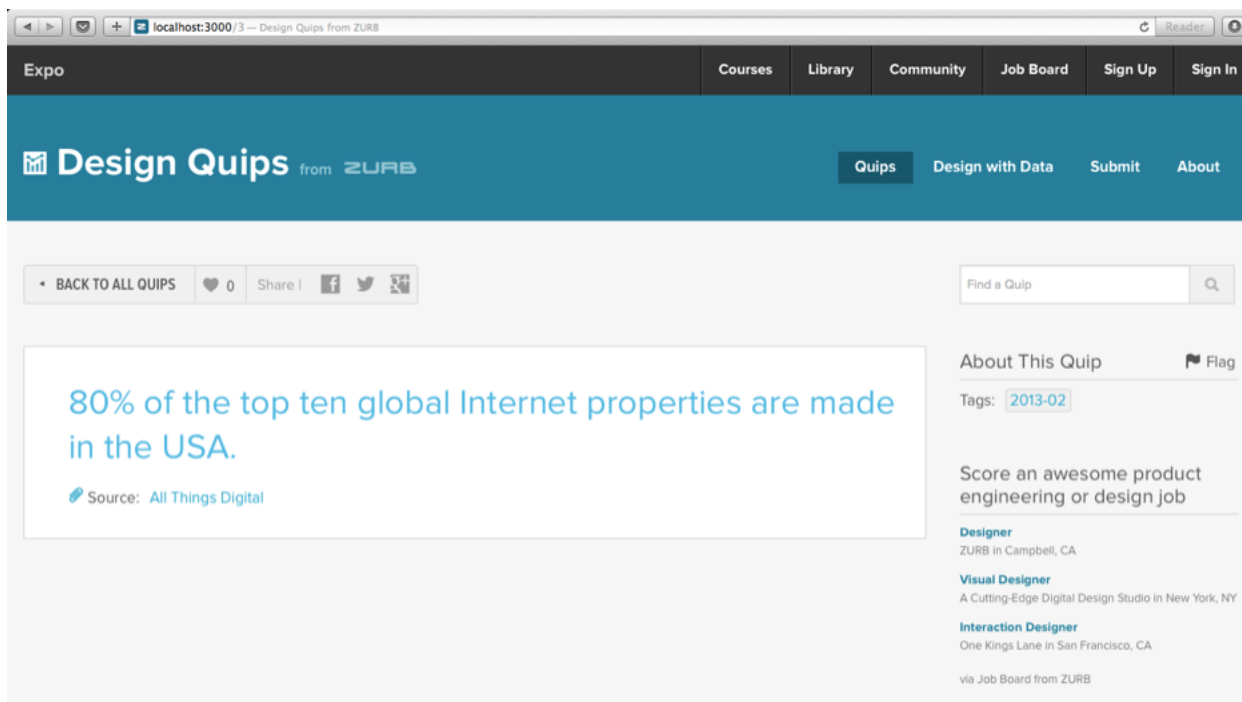 localhost:3000/3 — Design Quips from ZURB
Reader
Expo
Courses Library Community Job Board Sign Up Sign In
Design Quips from ZURB
Quips Design with Data Submit About
BACK TO ALL QUIPS 0 Share |
Find a Quip
80% of the top ten global Internet properties are made
in the USA.
Source: All Things Digital
About This Quip Flag
Tags: 2013-02
Score an awesome product
engineering or design job
Designer
ZURB in Campbell, CA
Visual Designer
A Cutting-Edge Digital Design Studio in New York, NY
Interaction Designer
One Kings Lane in San Francisco, CA
via Job Board from ZURB